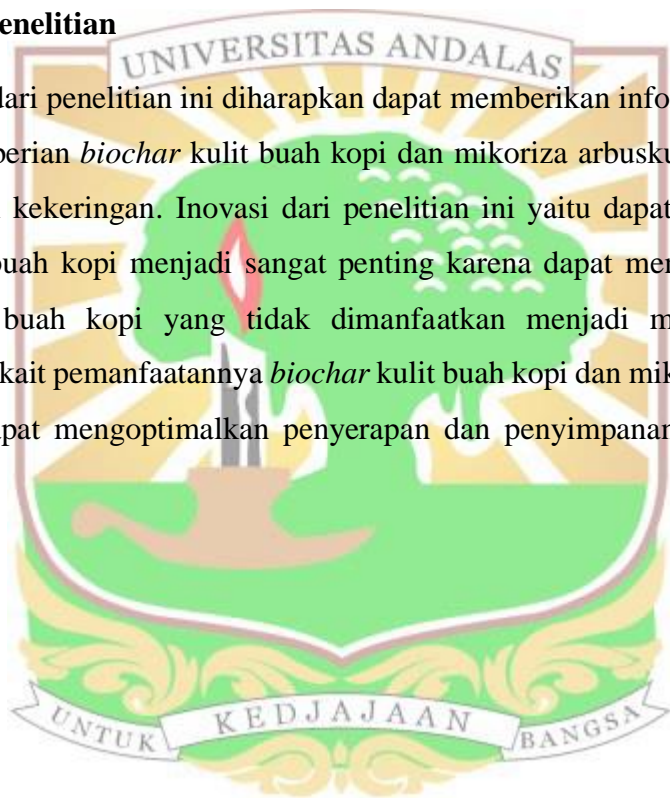 enelitian
UNIVERSITAS ANDALAS
dari penelitian ini diharapkan dapat memberikan info
berian biochar kulit buah kopi dan mikoriza arbusku
kekeringan. Inovasi dari penelitian ini yaitu dapat
buah kopi menjadi sangat penting karena dapat me
buah kopi yang tidak dimanfaatkan menjadi m
kait pemanfaatannya biochar kulit buah kopi dan mik
pat mengoptimalkan penyerapan dan penyimpanan
UNTUK KEDJAJAAN BANGSA